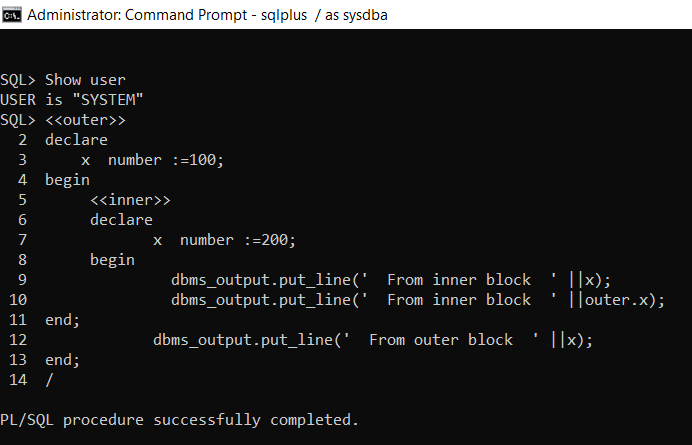 Administrator: Command Prompt - sqlplus  / as sysdba
SQL> Show user
USER is "SYSTEM"
SQL> <<outer>>
  2  declare
  3      x  number :=100;
  4  begin
  5       <<inner>>
  6       declare
  7              x  number :=200;
  8       begin
  9                dbms_output.put_line('  From inner block  ' ||x);
 10                dbms_output.put_line('  From inner block  ' ||outer.x);
 11  end;
 12              dbms_output.put_line('  From outer block  ' ||x);
 13  end;
 14  /
PL/SQL procedure successfully completed.